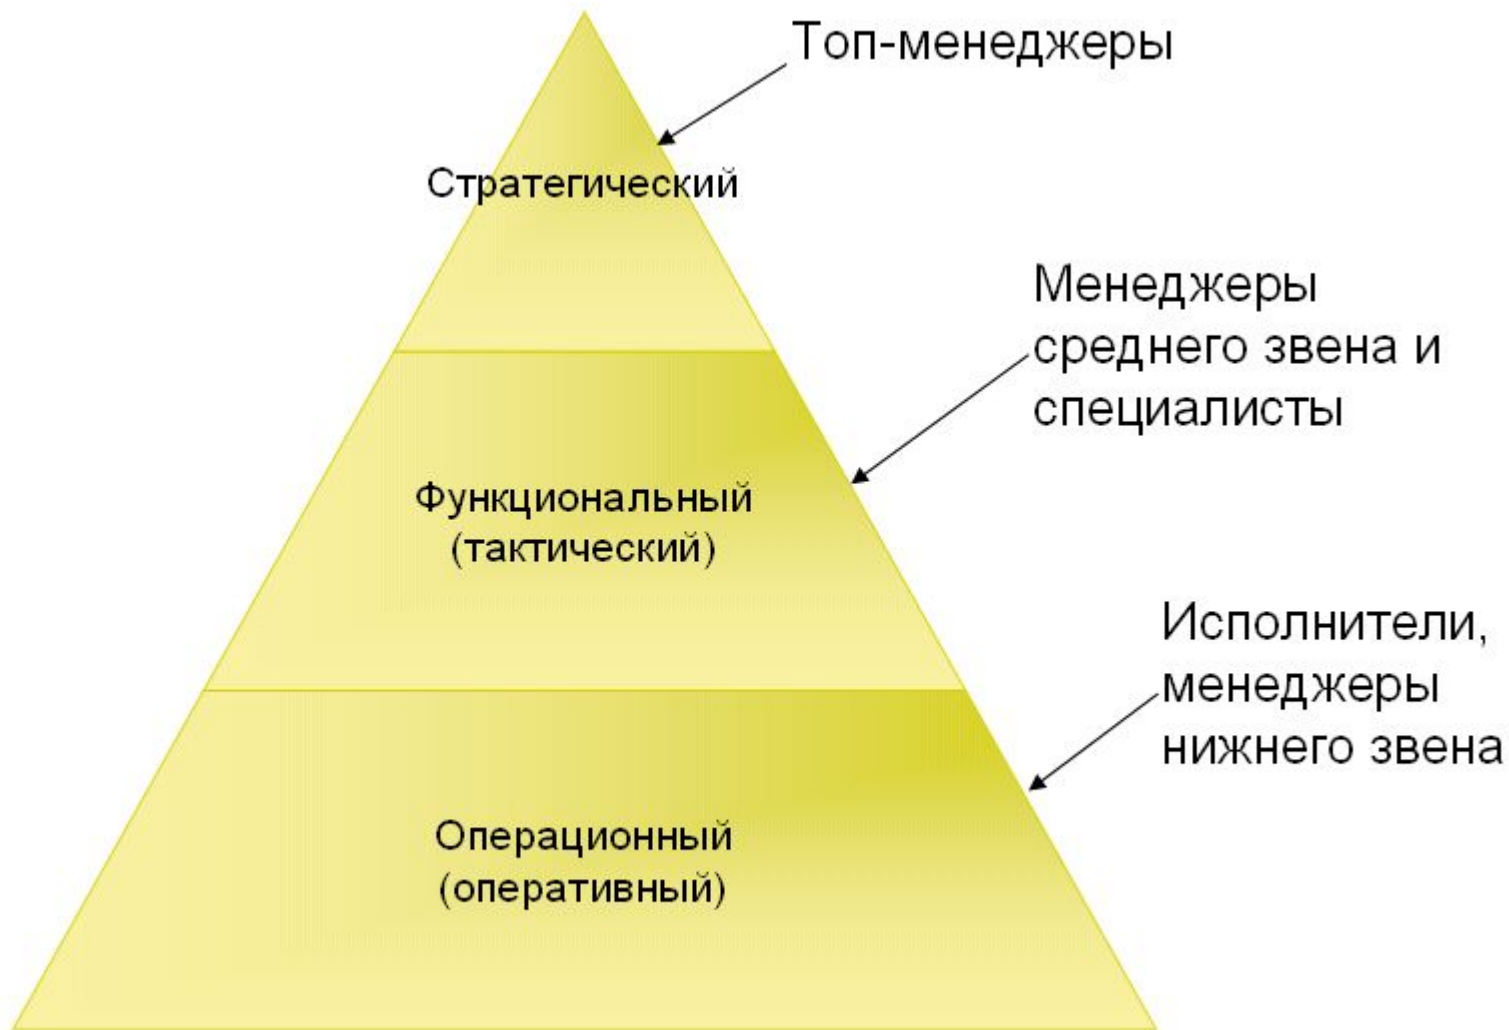 Топ-менеджеры
Стратегический
Менеджеры
среднего звена и
специалисты
Функциональный
(тактический)
Исполнители,
менеджеры
нижнего звена
Операционный
(оперативный)